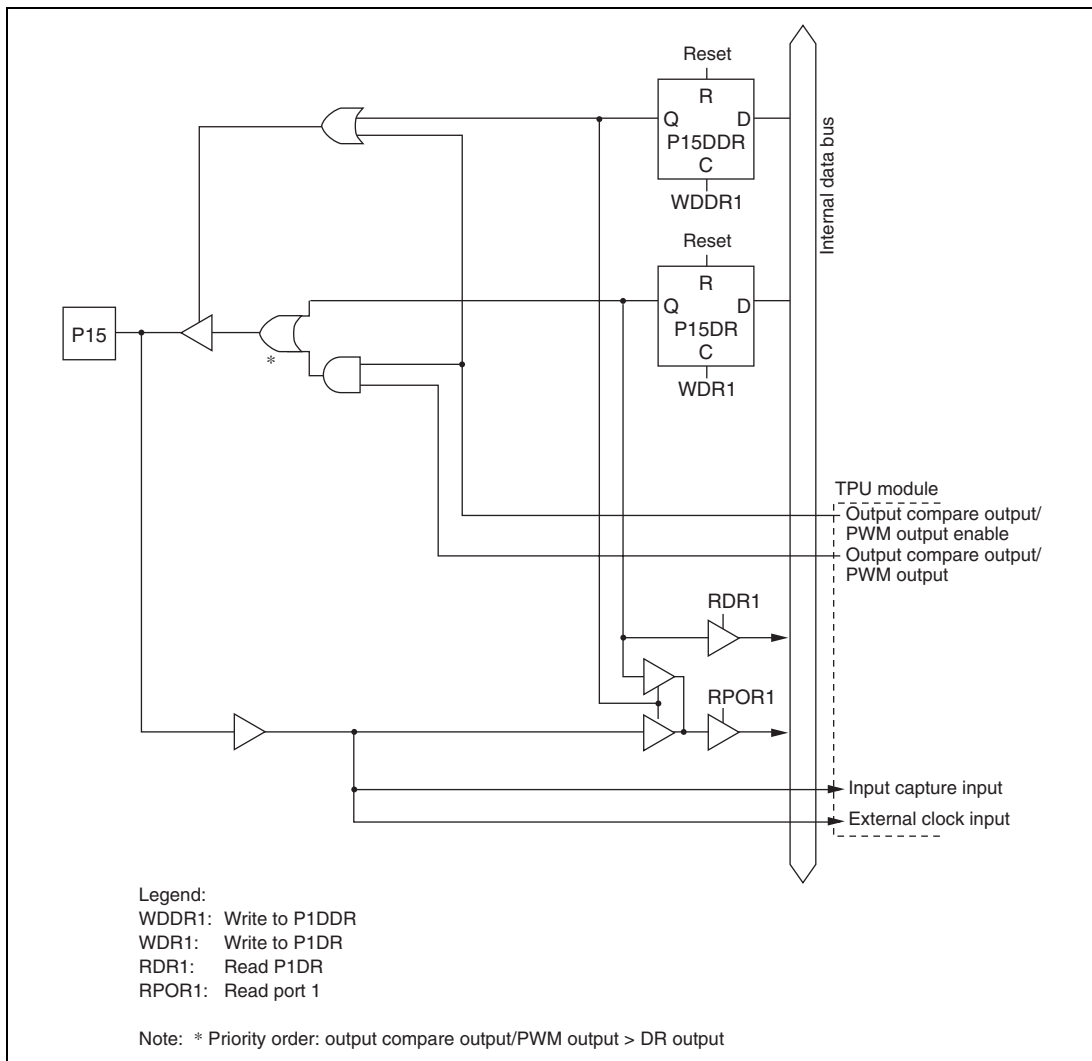 Reset
R
Q D
P15DDR
C
WDDR1
Internal data bus
Reset
R
Q D
P15DR
C
WDR1
P15
*
TPU module
Output compare output/
PWM output enable
Output compare output/
PWM output
RDR1
RPOR1
Input capture input
External clock input
Legend:
WDDR1: Write to P1DDR
WDR1: Write to P1DR
RDR1: Read P1DR
RPOR1: Read port 1
Note: * Priority order: output compare output/PWM output > DR output